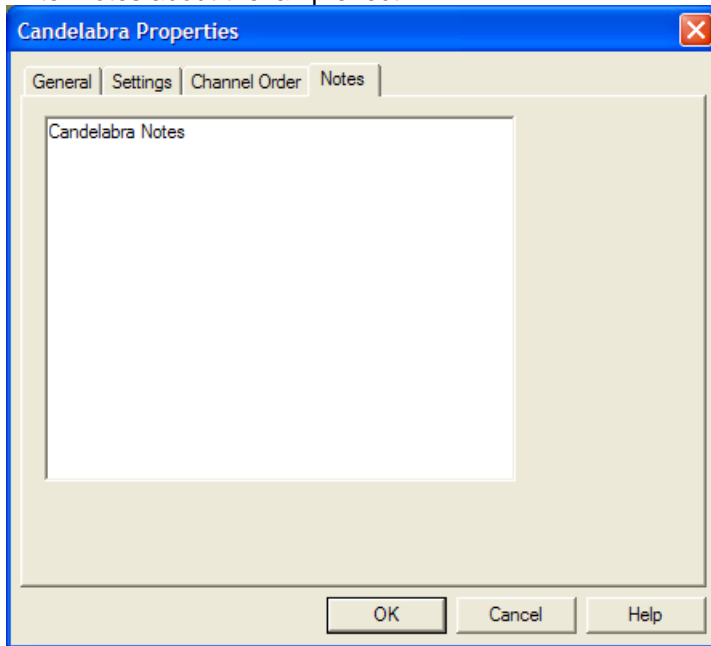 Candelabra Properties
General Settings Channel Order Notes
Candelabra Notes
OK Cancel Help